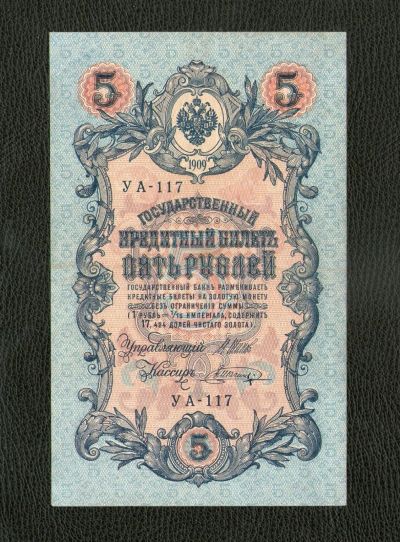 5 5
1909
УА-117
ГОСУДАРСТВЕННЫЙ
КРЕДИТНЫЙ БИЛЕТЪ
ПЯТЬ РУБЛЕЙ
ГОСУДАРСТВЕННЫЙ БАНКЪ РАЗМѢНИВАЕТЪ
КРЕДИТНЫЕ БИЛЕТЫ НА ЗОЛОТУЮ МОНЕТУ
БЕЗЪ ОГРАНИЧЕНІЯ СУММЫ
(1 РУБЛЬ = 1/15 ИМПЕРІАЛА, СОДЕРЖИТЪ
17,424 ДОЛЕЙ ЧИСТАГО ЗОЛОТА)
Управляющій
Кассиръ
УА-117
5